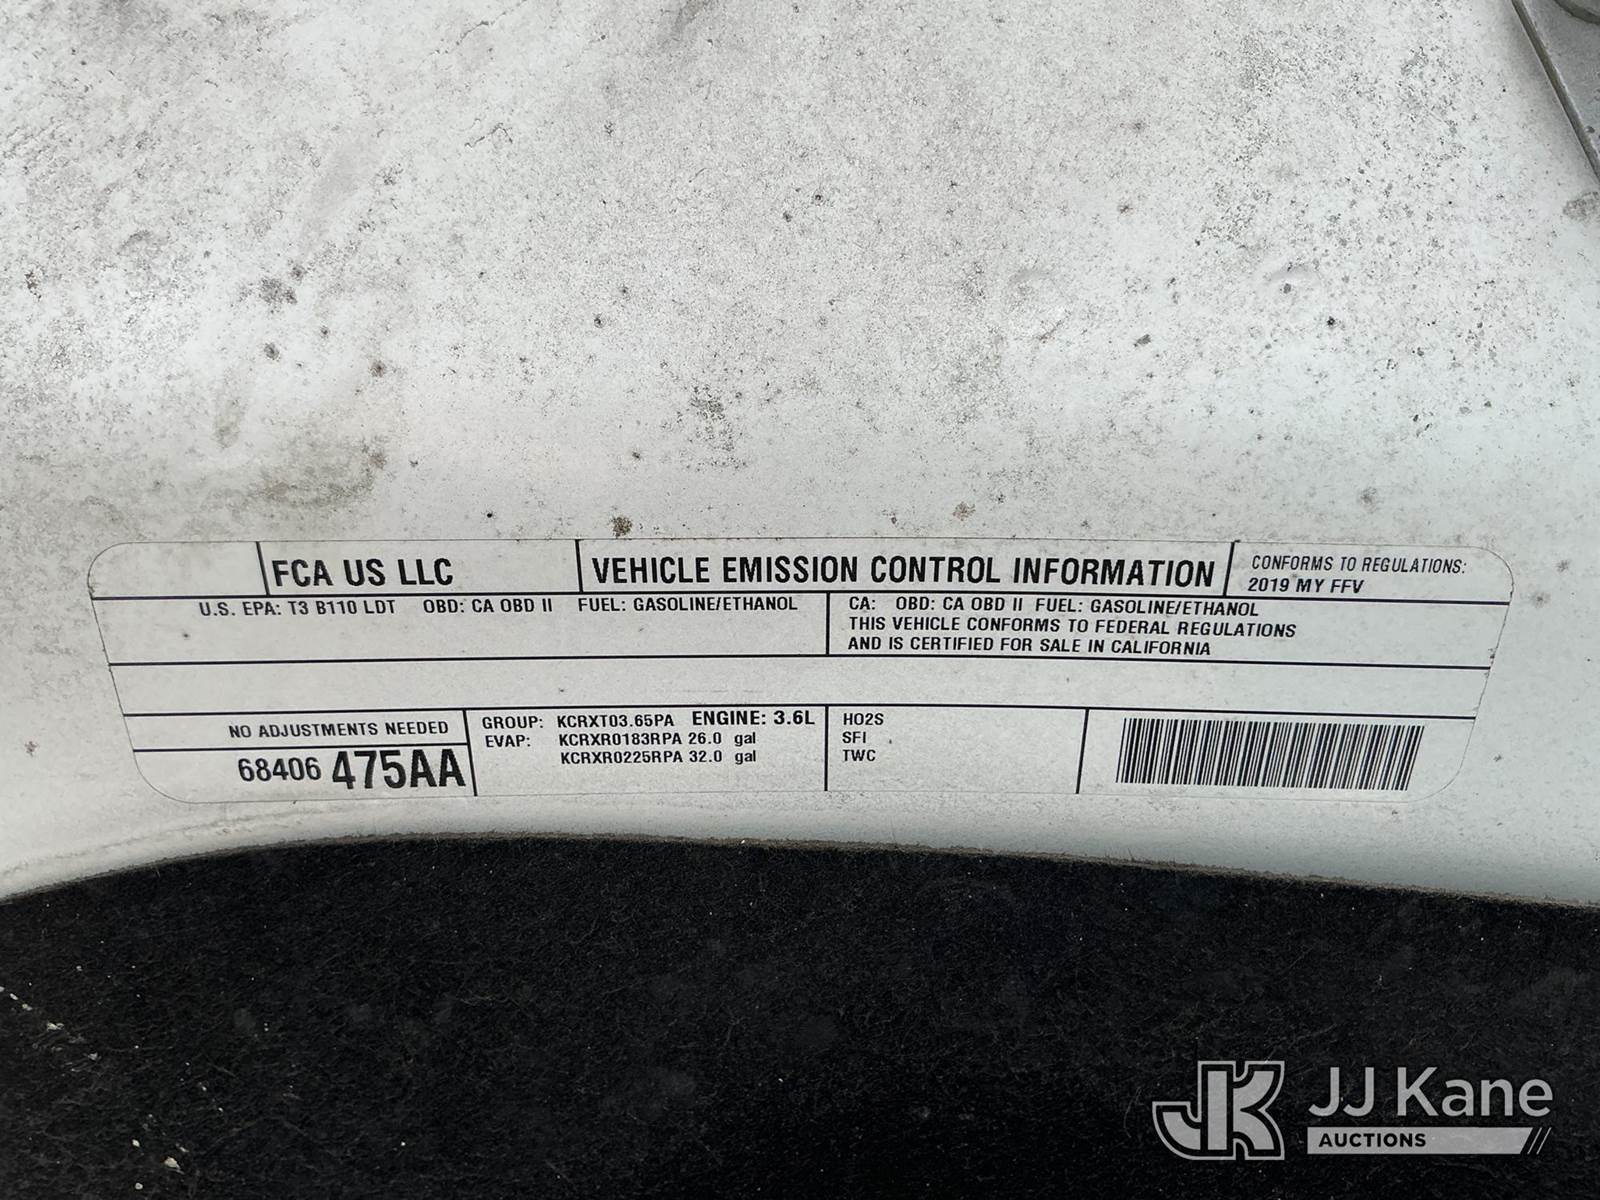 FCA US LLC
VEHICLE EMISSION CONTROL INFORMATION
CONFORMS TO REGULATIONS:
2019 MY FFV
U.S. EPA: T3 B110 LDT OBD: CA OBD II FUEL: GASOLINE/ETHANOL
CA: OBD: CA OBD II FUEL: GASOLINE/ETHANOL
THIS VEHICLE CONFORMS TO FEDERAL REGULATIONS
AND IS CERTIFIED FOR SALE IN CALIFORNIA
NO ADJUSTMENTS NEEDED
68406 475AA
GROUP: KCRXT03.65PA ENGINE: 3.6L
EVAP: KCRXR0183RPA 26.0 gal
KCRXR0225RPA 32.0 gal
HO2S
SFI
TWC
JK JJ Kane
AUCTIONS